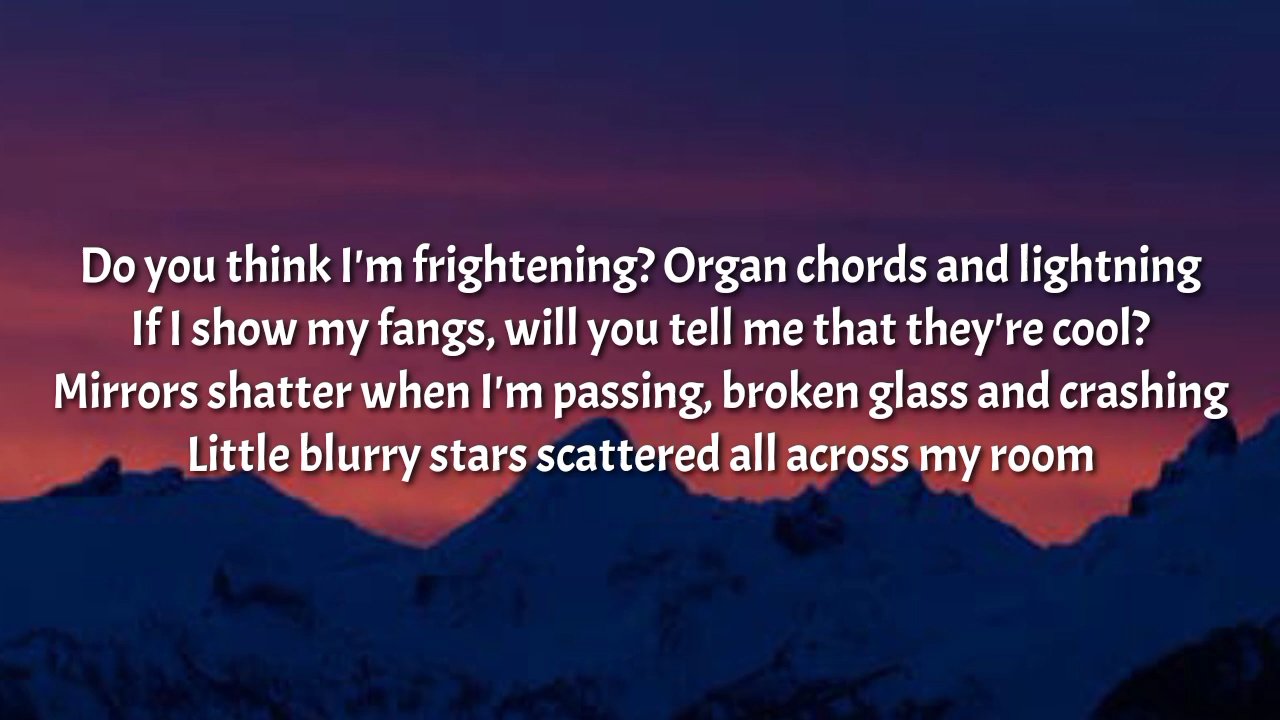 Do you think I'm frightening? Organ chords and lightning
If I show my fangs, will you tell me that they're cool?
Mirrors shatter when I'm passing, broken glass and crashing
Little blurry stars scattered all across my room